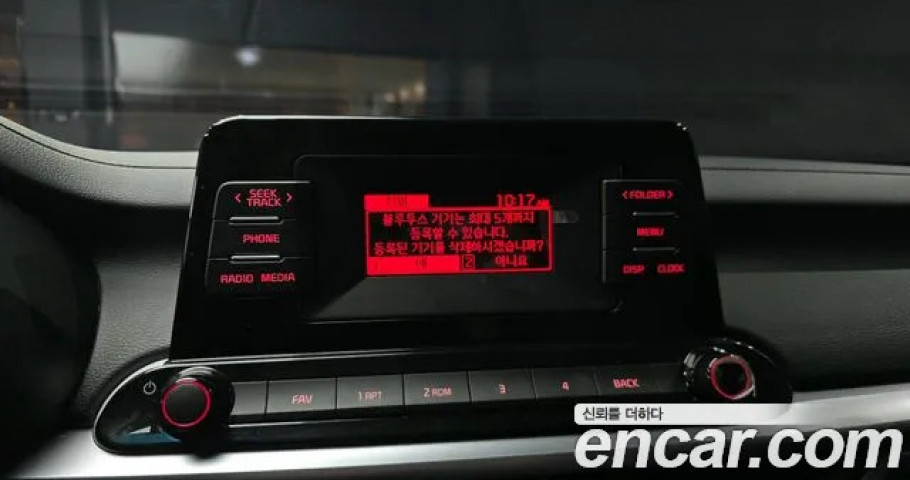 10:17
< SEEK TRACK >
< FOLDER >
블루투스 기기는 최대 5개까지
등록할 수 있습니다.
등록된 기기를 삭제하시겠습니까?
PHONE
MENU
2 아니요
RADIO MEDIA
DISP CLOCK
FAV
1 RPT
2 RDM
3
4
BACK
신뢰를 더하다
encar.com